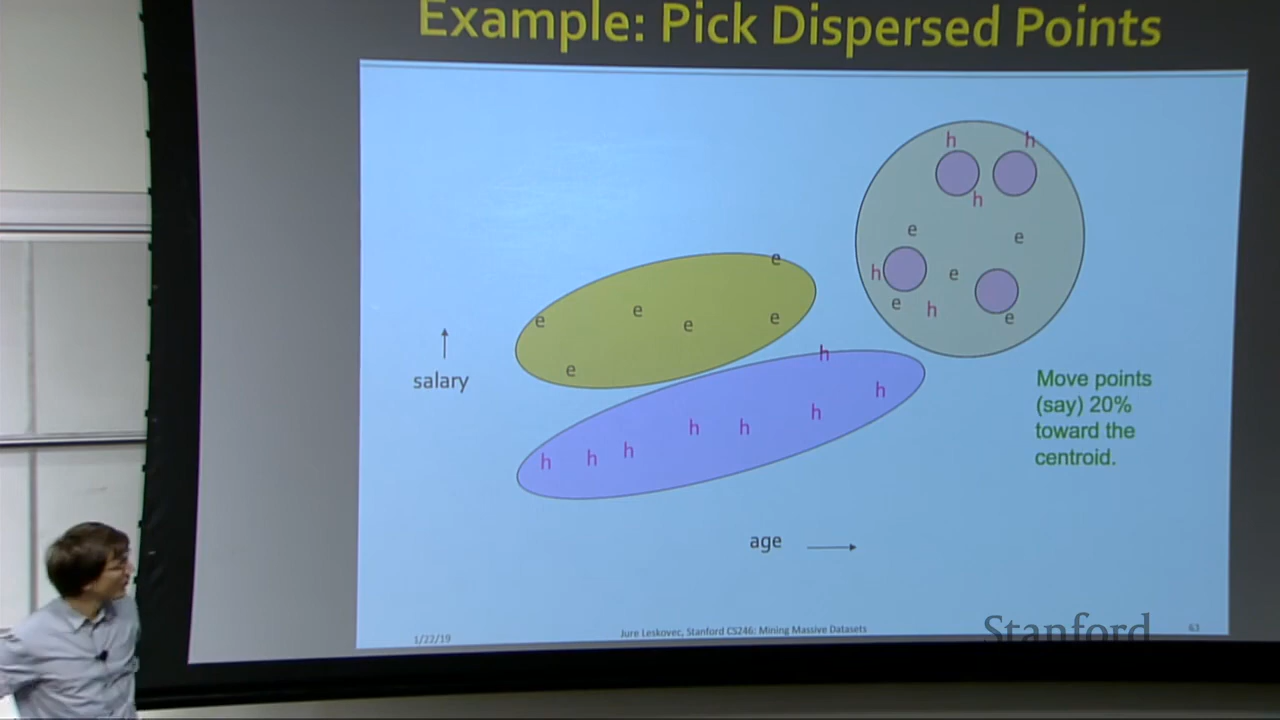 Example: Pick Dispersed Points
h h
h
e e
h e
e h e
e
e e e e
e
h
h
h h h h h h
salary
age
Move points
(say) 20%
toward the
centroid.
1/22/19
Jure Leskovec, Stanford CS246: Mining Massive Datasets
63
Stanford